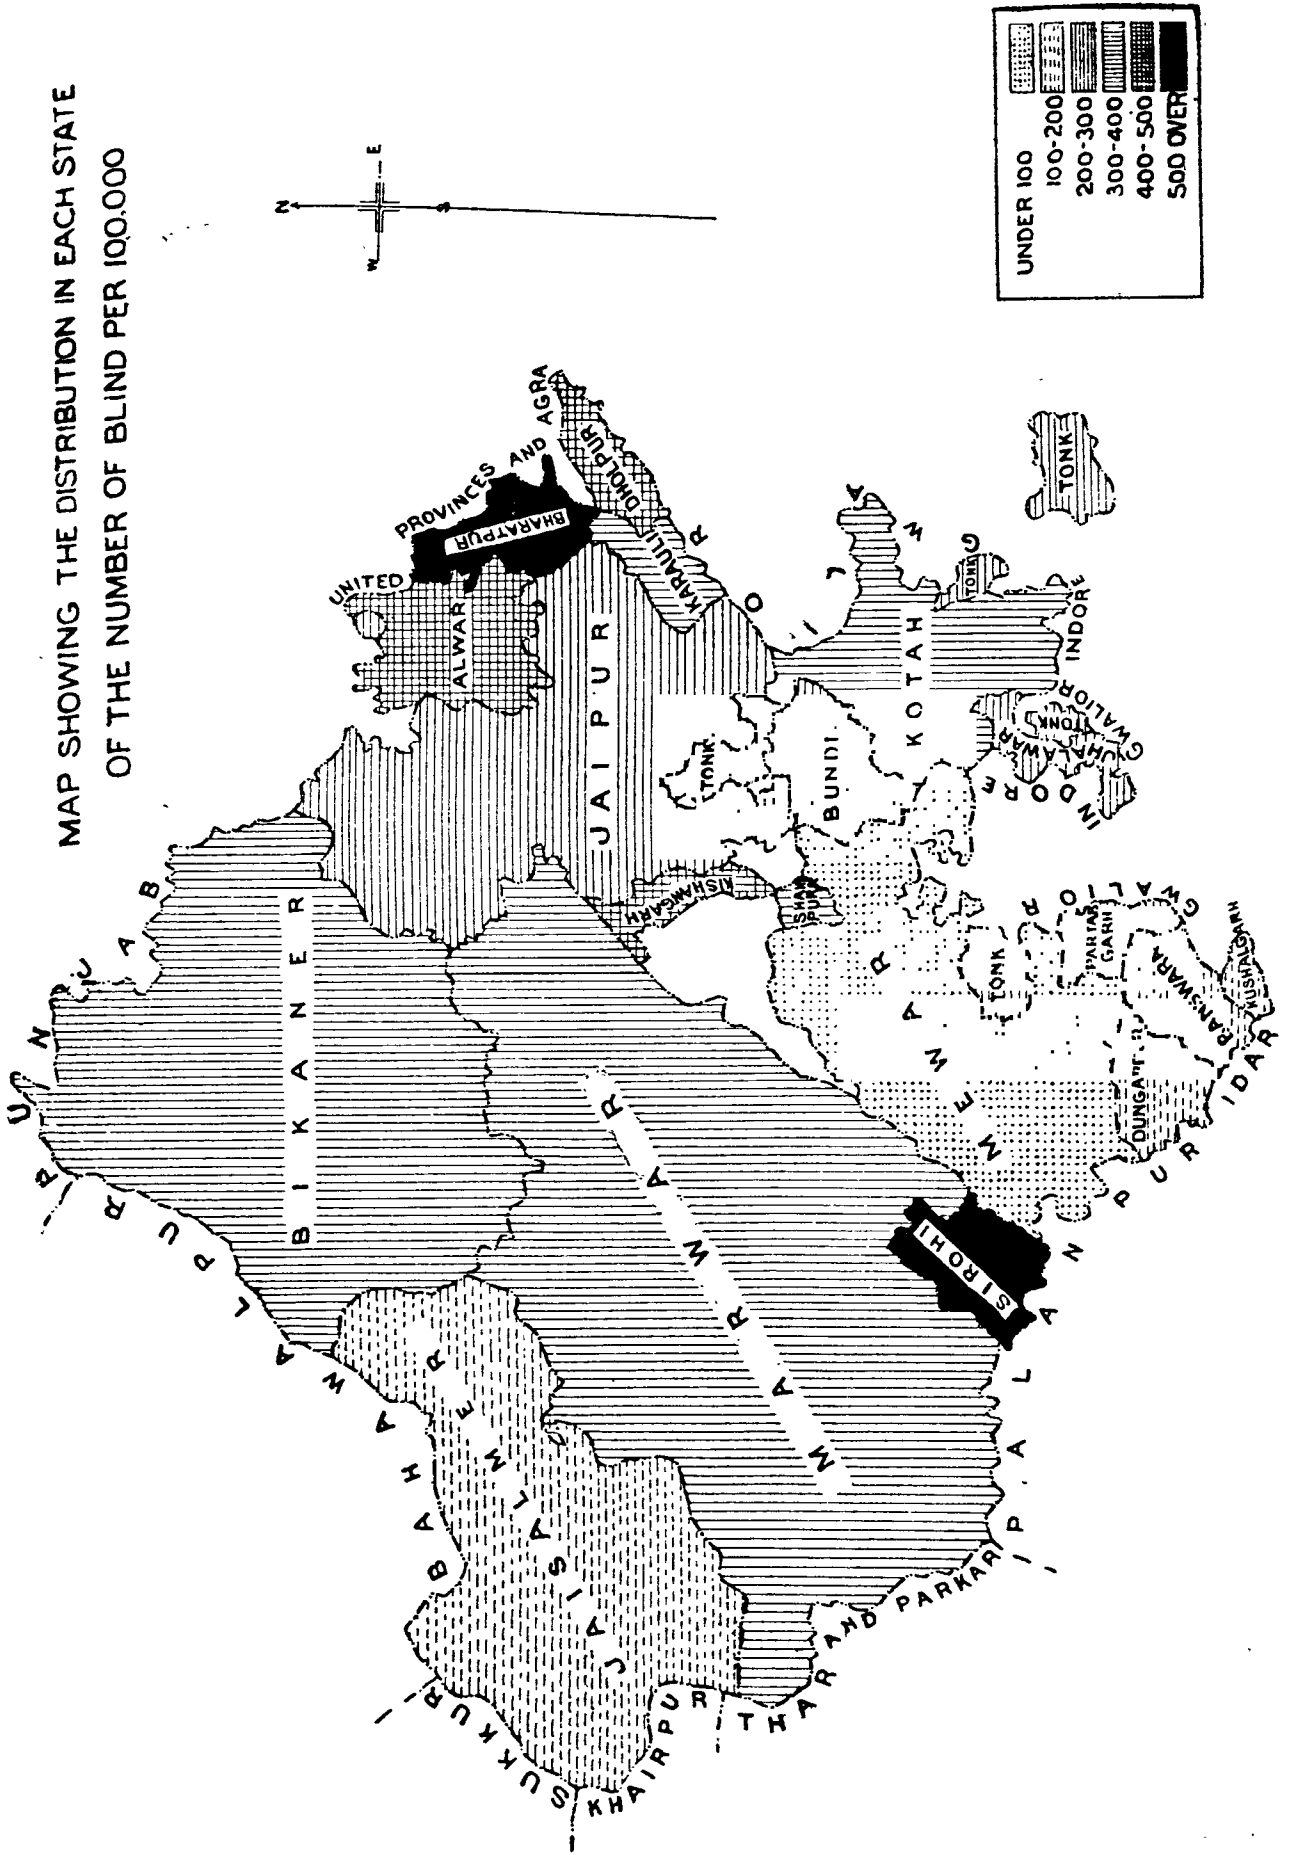 MAP SHOWING THE DISTRIBUTION IN EACH STATE
OF THE NUMBER OF BLIND PER 100.000
N
W
E
S
UNDER 100
100-200
200-300
300-400
400-500
500 OVER
PUNJAB
BAHAWALPUR
BIKANER
UNITED PROVINCES AND AGRA
ALWAR
BHARATPUR
DHOLPUR
KARAULI
JAIPUR
JAISALMER
MARWAR
KISHANGARH
TONK
BUNDI.
SHAH
PURA
KOTAH
TONK
TONK
TONK
JHALAWAR
GWALIOR
INDORE
INDORE
GWALIOR
MEWAR
TONK
PARTAB
GARH
GWALIOR
BANSWARA
KUSHALGARH
IDAR
SIROHI
PALANPUR
SUKKUR
KHAIRPUR
THAR AND PARKAR